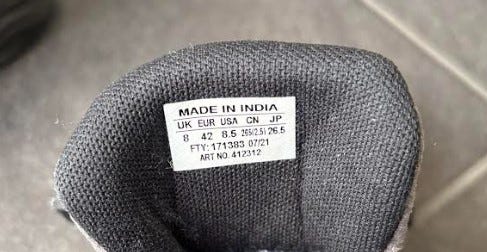 MADE IN INDIA
UK EUR USA CN JP
8 42 8.5 265(2.5) 26.5
FTY: 171383 07/21
ART NO. 412312